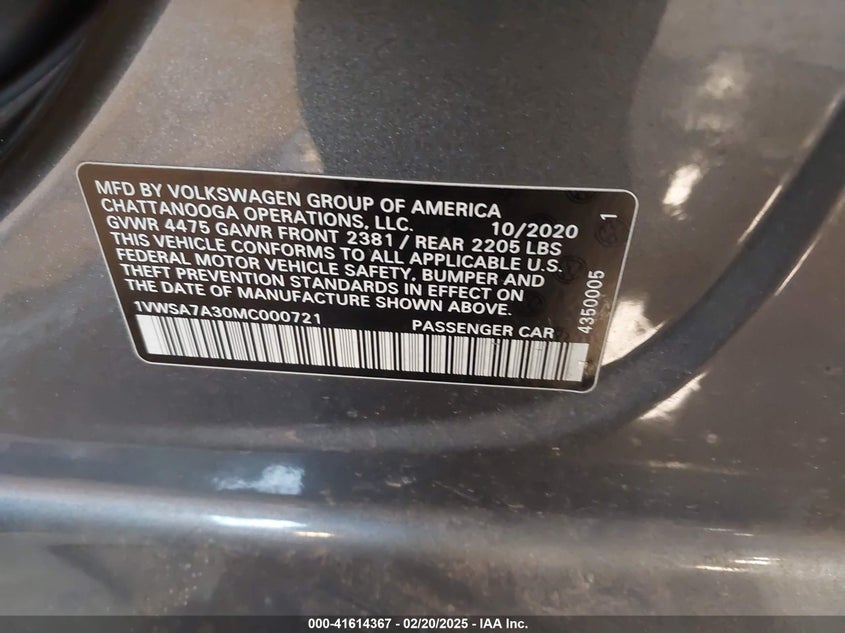 MFD BY VOLKSWAGEN GROUP OF AMERICA
CHATTANOOGA OPERATIONS, LLC. 10/2020 1
GVWR 4475 GAWR FRONT 2381 / REAR 2205 LBS
THIS VEHICLE CONFORMS TO ALL APPLICABLE U.S.
FEDERAL MOTOR VEHICLE SAFETY, BUMPER AND
THEFT PREVENTION STANDARDS IN EFFECT ON
THE DATE OF MANUFACTURE SHOWN ABOVE.
1VWSA7A30MC000721 PASSENGER CAR
4350005
000-41614367 / 02/20/2025 - IAA Inc.